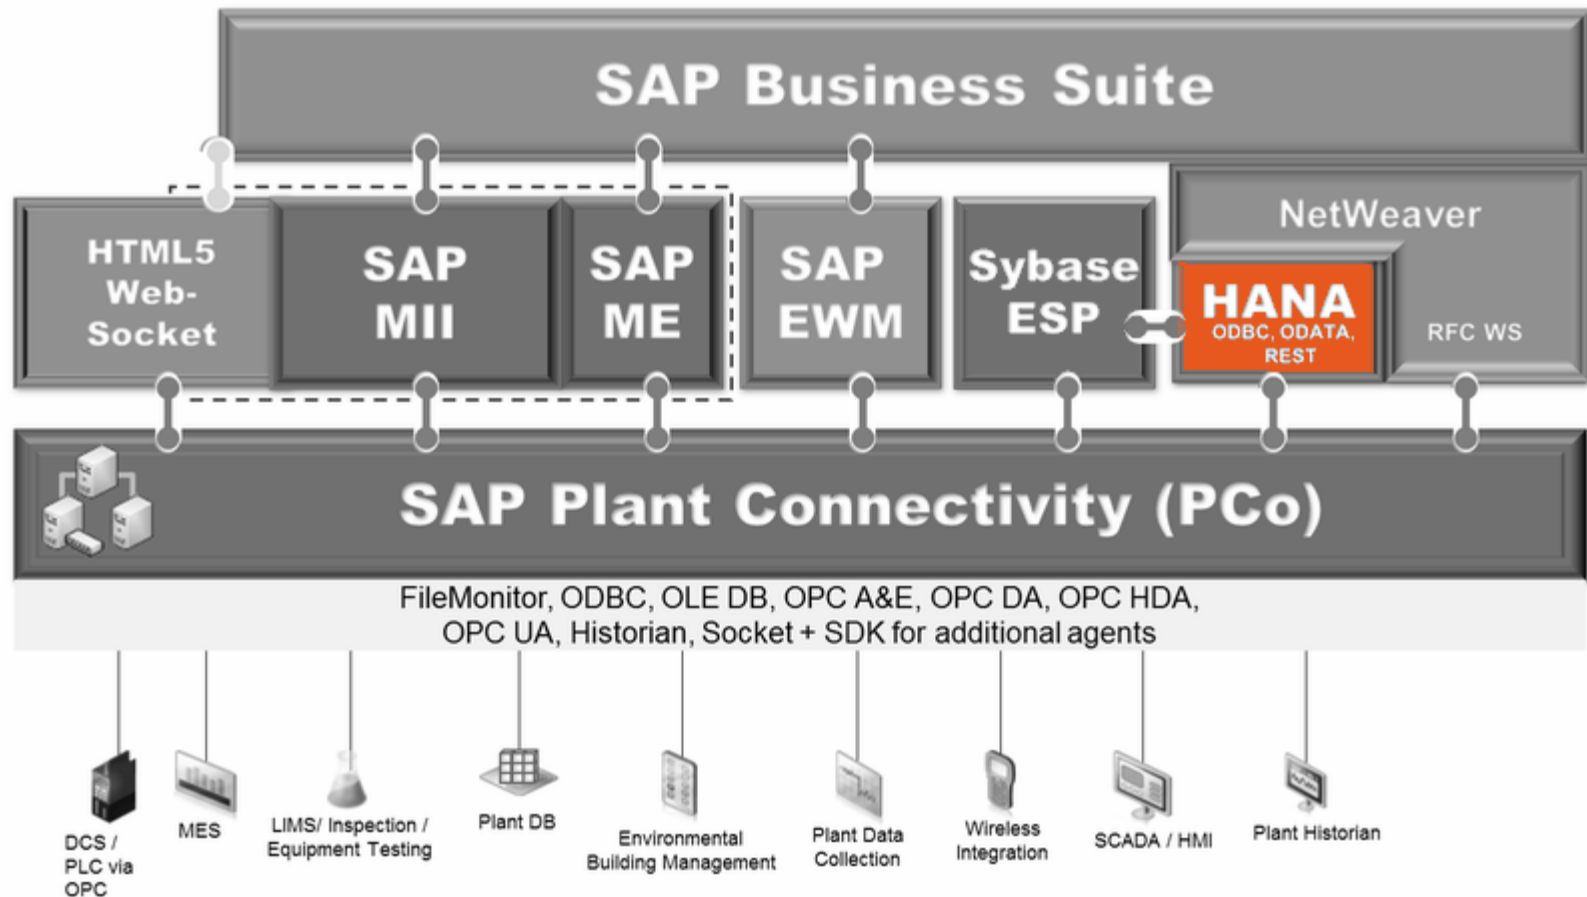 SAP Business Suite
HTML5
Web-
Socket
SAP
MII
SAP
ME
SAP
EWM
Sybase
ESP
NetWeaver
HANA
ODBC, ODATA,
REST
RFC WS
SAP Plant Connectivity (PCo)
FileMonitor, ODBC, OLE DB, OPC A&E, OPC DA, OPC HDA,
OPC UA, Historian, Socket + SDK for additional agents
DCS /
PLC via
OPC
MES
LIMS/ Inspection /
Equipment Testing
Plant DB
Environmental
Building Management
Plant Data
Collection
Wireless
Integration
SCADA / HMI
Plant Historian